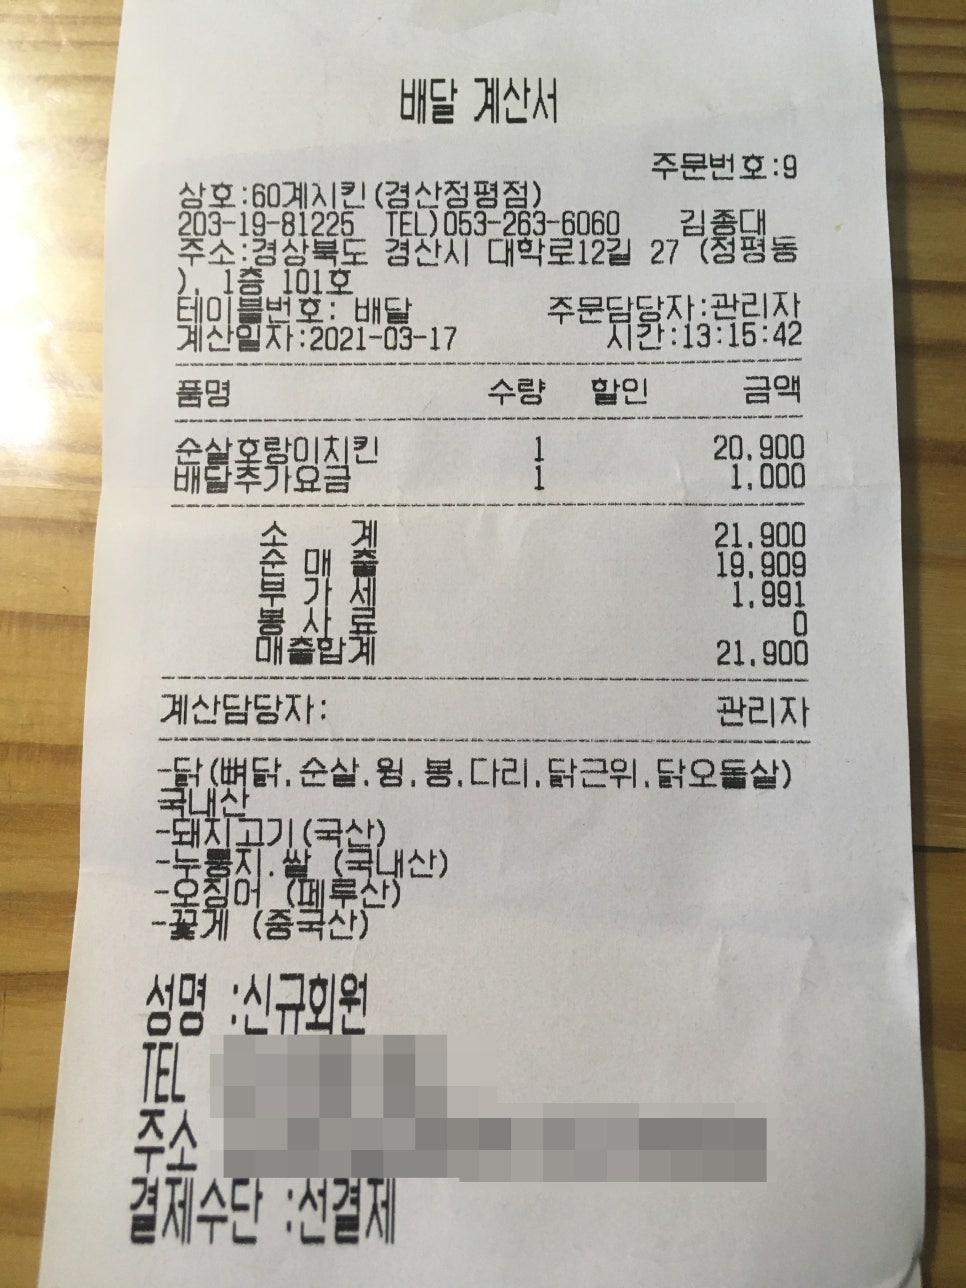 배달 계산서
주문번호:9
상호:60계치킨(경산정평점)
203-19-81225 TEL)053-263-6060 김종대
주소:경상북도 경산시 대학로12길 27 (정평동
), 1층 101호
테이블번호: 배달 주문담당자:관리자
계산일자:2021-03-17 시간:13:15:42
품명 수량 할인 금액
순살호랑이치킨 1 20,900
배달추가요금 1 1,000
소 계 21,900
순 매 출 19,909
부 가 세 1,991
봉 사 료 0
매출합계 21,900
계산담당자: 관리자
-닭(뼈닭,순살,윙,봉,다리,닭근위,닭오돌살)
국내산
-돼지고기(국산)
-누룽지.쌀 (국내산)
-오징어 (페루산)
-꽃게 (중국산)
성명 :신규회원
TEL
주소
결제수단 :선결제